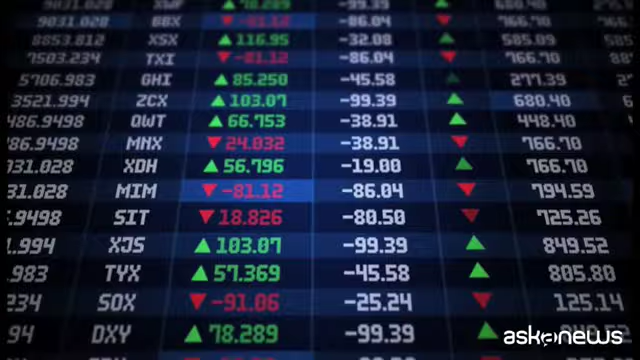 9031.028 BBX ▼ -81.12 -86.04 ▼ 766.70
8853.812 XSX ▲ 116.95 -32.08 ▲ 585.09
7503.234 TXI ▼ -81.12 -86.04 ▼ 766.70
5706.983 GHI ▲ 85.250 -45.58 ▲ 277.39
3521.994 ZCX ▲ 103.07 -99.39 ▲ 680.40
486.9498 QWT ▲ 66.753 -38.91 ▲ 448.40
86.9498 MNX ▼ 24.032 -38.91 ▼ 766.70
031.028 XDH ▲ 56.796 -19.00 ▲ 766.70
31.028 MIM ▼ -81.12 -86.04 ▼ 794.59
.9498 SIT ▼ 18.826 -80.50 ▼ 725.26
.994 XJS ▲ 103.07 -99.39 ▲ 849.52
.983 TYX ▲ 57.369 -45.58 ▲ 805.80
234 SOX ▼ -91.06 -25.24 ▼ 125.14
94 DXY ▲ 78.289 -99.39 ▲
askanews